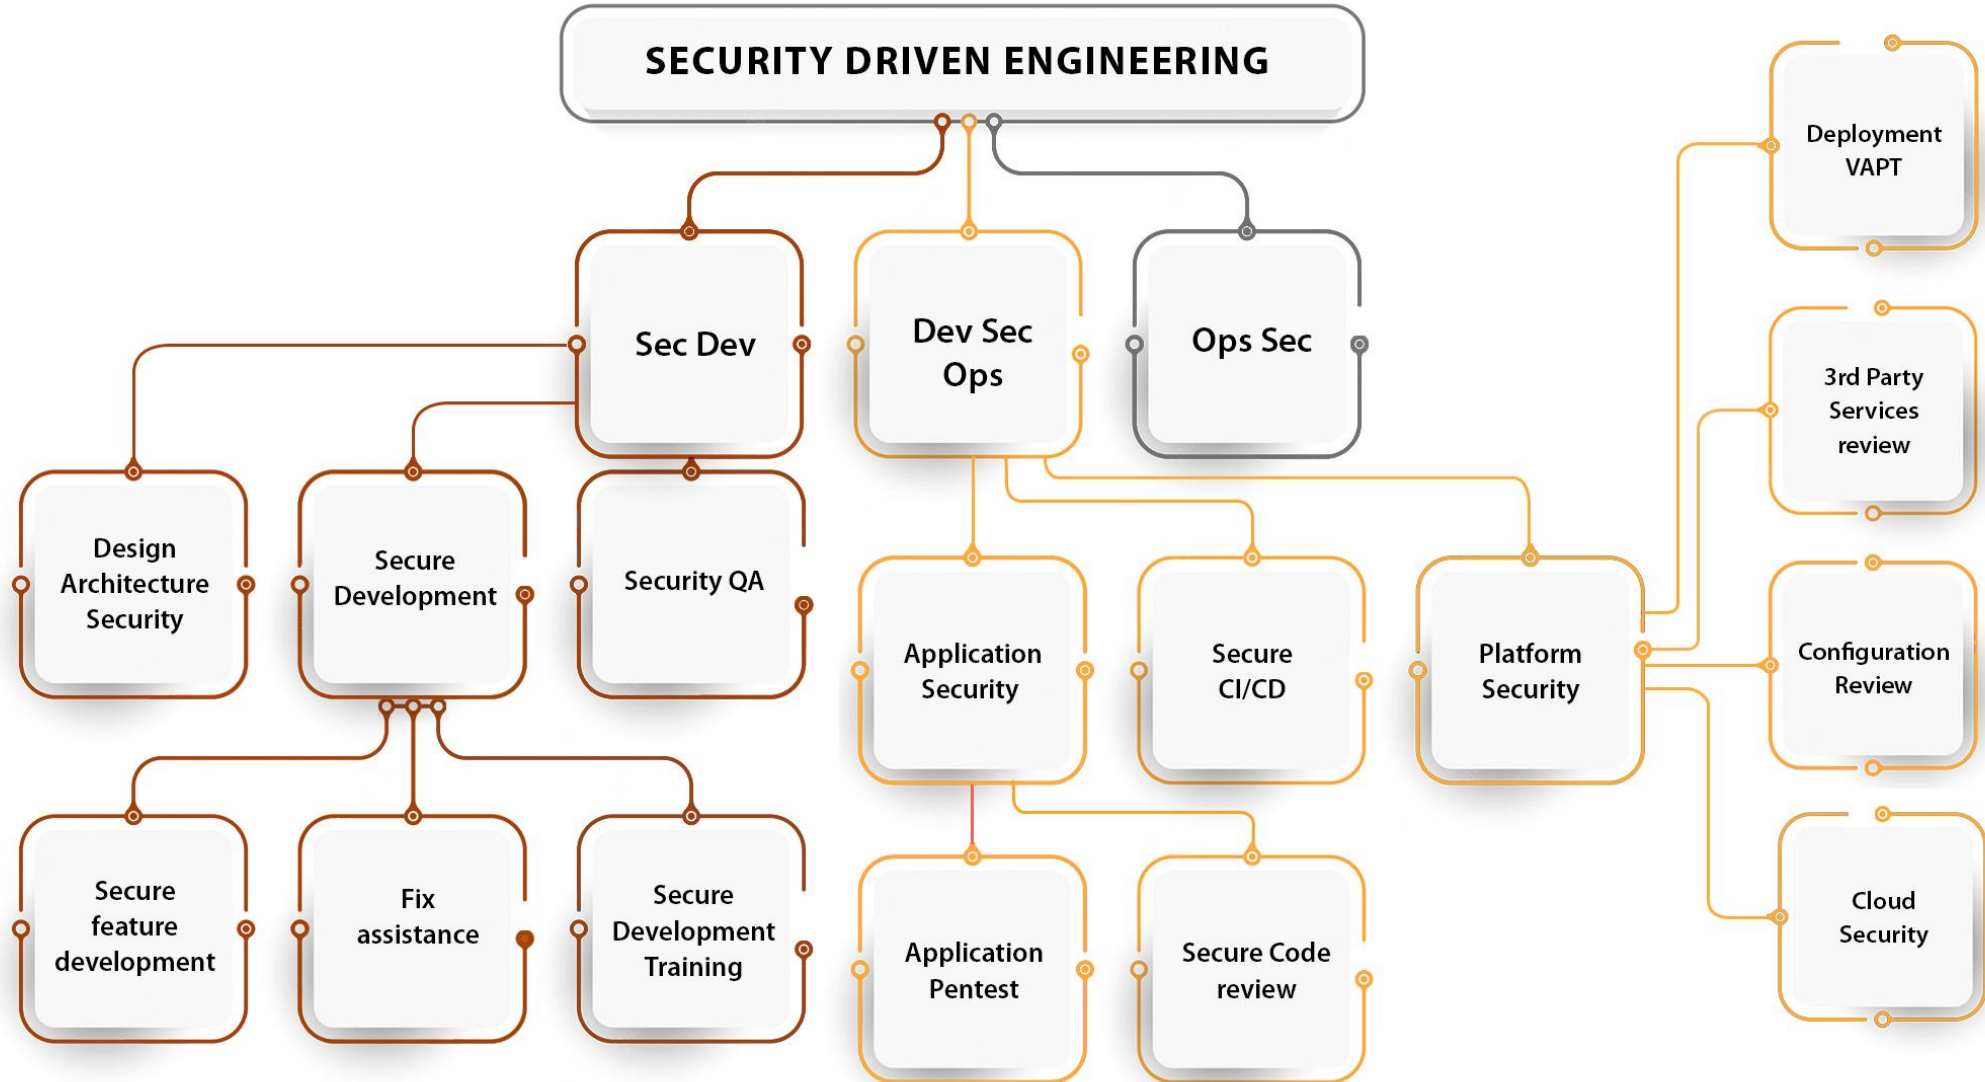 SECURITY DRIVEN ENGINEERING
Sec Dev
Dev Sec
Ops
Ops Sec
Design
Architecture
Security
Secure
Development
Security QA
Secure
feature
development
Fix
assistance
Secure
Development
Training
Application
Security
Secure
CI/CD
Platform
Security
Application
Pentest
Secure Code
review
Deployment
VAPT
3rd Party
Services
review
Configuration
Review
Cloud
Security